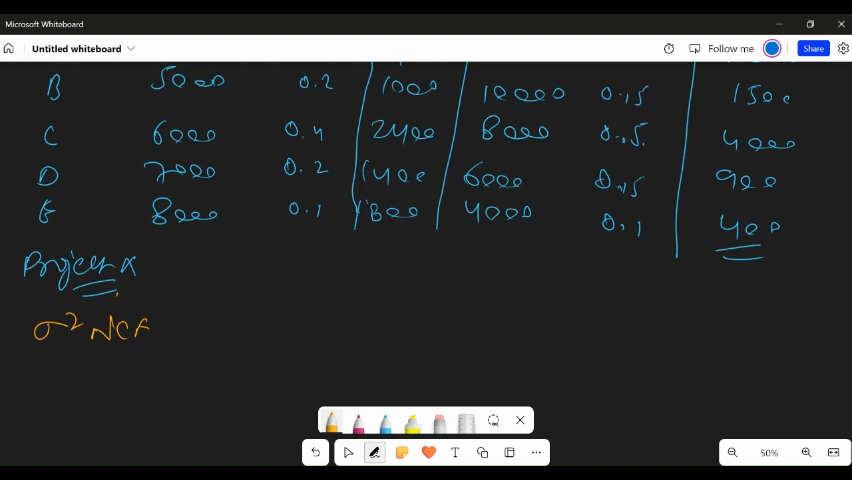 Microsoft Whiteboard
Untitled whiteboard Follow me Share
B 5000 0.2 1000 10000 0.15 1500
C 6000 0.4 2400 8000 0.5 4000
D 7000 0.2 1400 6000 0.15 900
E 8000 0.1 800 4000 0.1 400
Project X
σ² NCF
50%